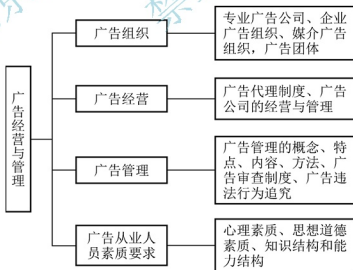 广告经营与管理
广告组织
专业广告公司、企业
广告组织、媒介广告
组织，广告团体
广告经营
广告代理制度、广告
公司的经营与管理
广告管理
广告管理的概念、特
点、内容、方法、广
告审查制度、广告违
法行为追究
广告从业人
员素质要求
心理素质、思想道德
素质、知识结构和能
力结构